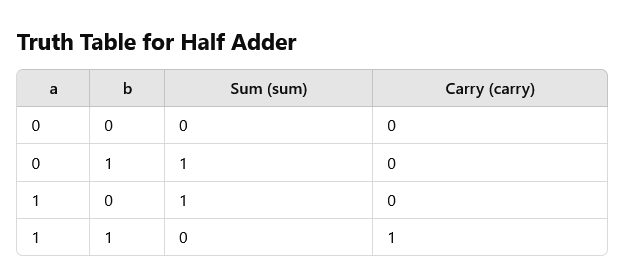 Truth Table for Half Adder
a b Sum (sum) Carry (carry)
0 0 0 0
0 1 1 0
1 0 1 0
1 1 0 1